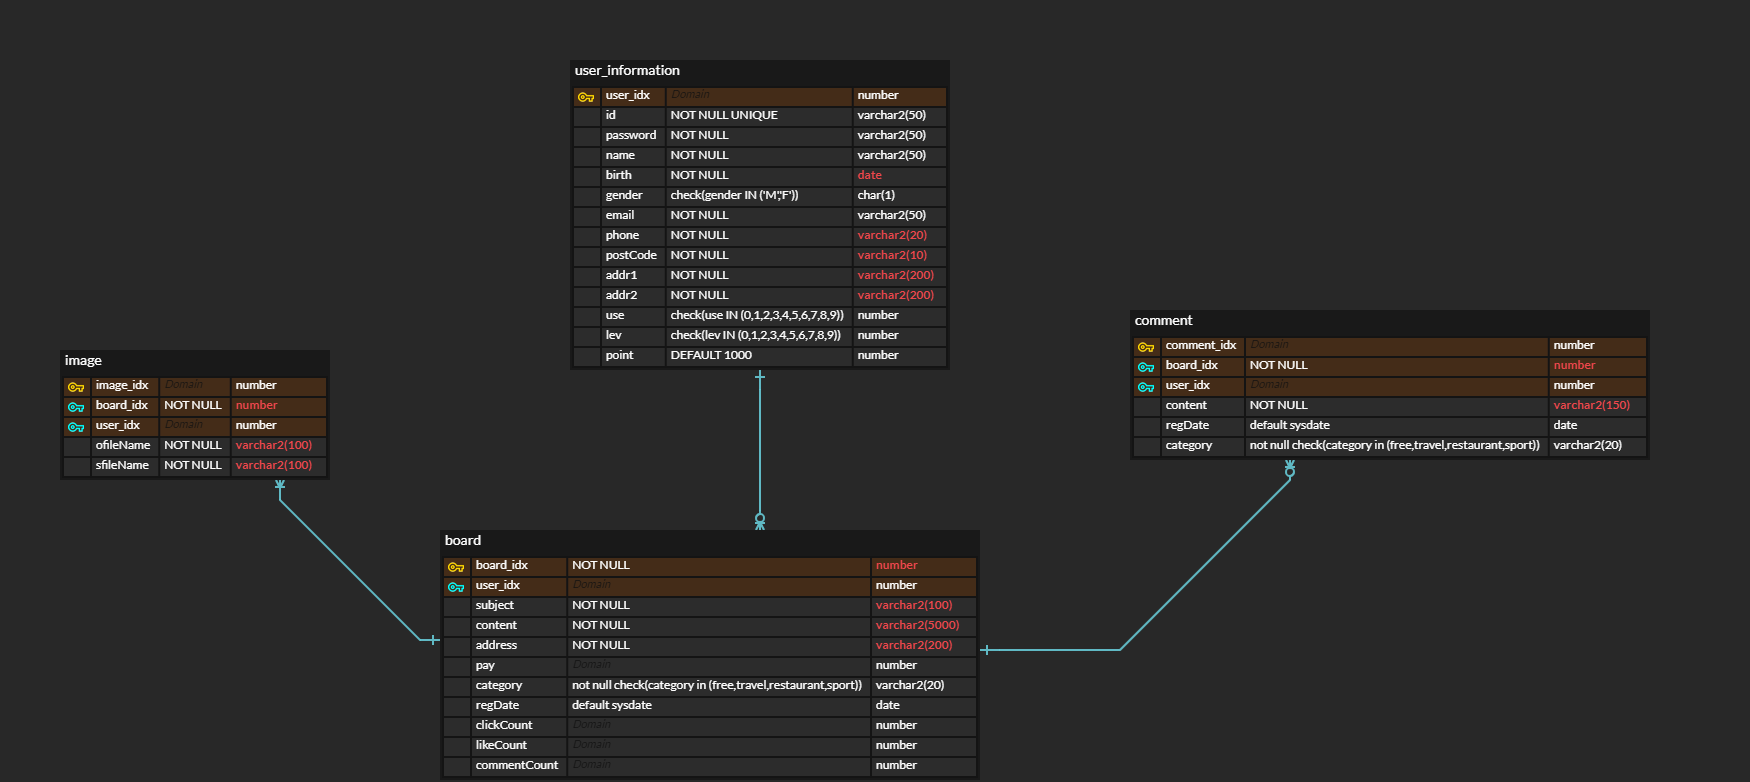 user_information
user_idx Domain number
id NOT NULL UNIQUE varchar2(50)
password NOT NULL varchar2(50)
name NOT NULL varchar2(50)
birth NOT NULL date
gender check(gender IN ('M','F')) char(1)
email NOT NULL varchar2(50)
phone NOT NULL varchar2(20)
postCode NOT NULL varchar2(10)
addr1 NOT NULL varchar2(200)
addr2 NOT NULL varchar2(200)
use check(use IN (0,1,2,3,4,5,6,7,8,9)) number
lev check(lev IN (0,1,2,3,4,5,6,7,8,9)) number
point DEFAULT 1000 number
comment
comment_idx Domain number
board_idx NOT NULL number
user_idx Domain number
content NOT NULL varchar2(150)
regDate default sysdate date
category not null check(category in (free,travel,restaurant,sport)) varchar2(20)
image
image_idx Domain number
board_idx NOT NULL number
user_idx Domain number
ofileName NOT NULL varchar2(100)
sfileName NOT NULL varchar2(100)
board
board_idx NOT NULL number
user_idx Domain number
subject NOT NULL varchar2(100)
content NOT NULL varchar2(5000)
address NOT NULL varchar2(200)
pay Domain number
category not null check(category in (free,travel,restaurant,sport)) varchar2(20)
regDate default sysdate date
clickCount Domain number
likeCount Domain number
commentCount Domain number